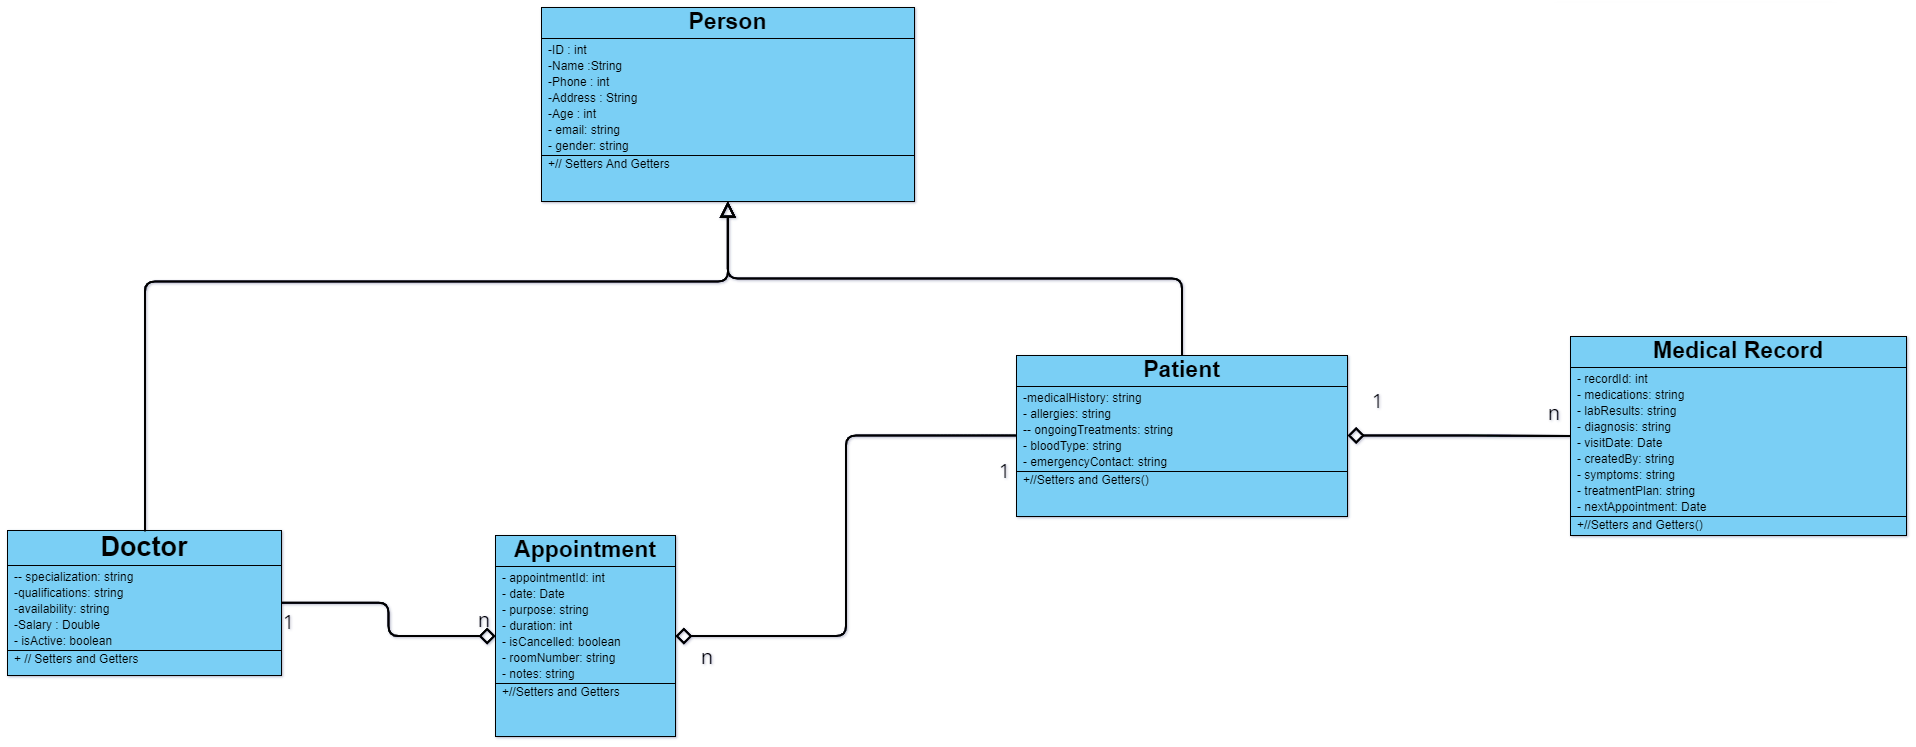 Person
-ID : int
-Name :String
-Phone : int
-Address : String
-Age : int
- email: string
- gender: string
+// Setters And Getters
Patient
-medicalHistory: string
- allergies: string
-- ongoingTreatments: string
- bloodType: string
- emergencyContact: string
+//Setters and Getters()
1
n
1
Medical Record
- recordId: int
- medications: string
- labResults: string
- diagnosis: string
- visitDate: Date
- createdBy: string
- symptoms: string
- treatmentPlan: string
- nextAppointment: Date
+//Setters and Getters()
Doctor
-- specialization: string
-qualifications: string
-availability: string
-Salary : Double
- isActive: boolean
+ // Setters and Getters
1
n
Appointment
- appointmentId: int
- date: Date
- purpose: string
- duration: int
- isCancelled: boolean
- roomNumber: string
- notes: string
+//Setters and Getters
n